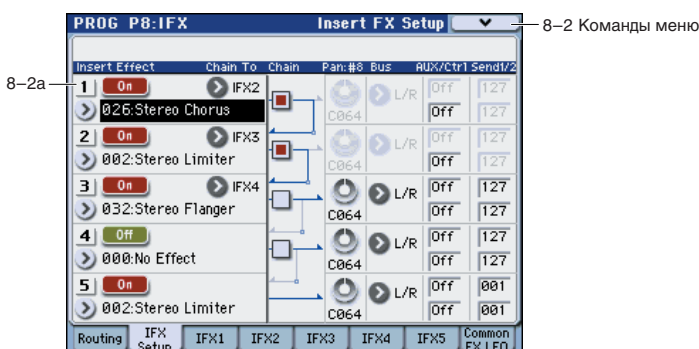 PROG P8:IFX Insert FX Setup
8–2 Команды меню
Insert Effect Chain To Chain Pan:#8 Bus AUX/Ctrl Send1/2
8–2a
1 On IFX2 L/R Off 127
026:Stereo Chorus C064 Off 127
2 On IFX3 L/R Off 127
002:Stereo Limiter C064 Off 127
3 On IFX4 L/R Off 127
032:Stereo Flanger C064 Off 127
4 Off L/R Off 127
000:No Effect C064 Off 127
5 On L/R Off 001
002:Stereo Limiter C064 Off 001
Routing IFX Setup IFX1 IFX2 IFX3 IFX4 IFX5 Common FX LFO